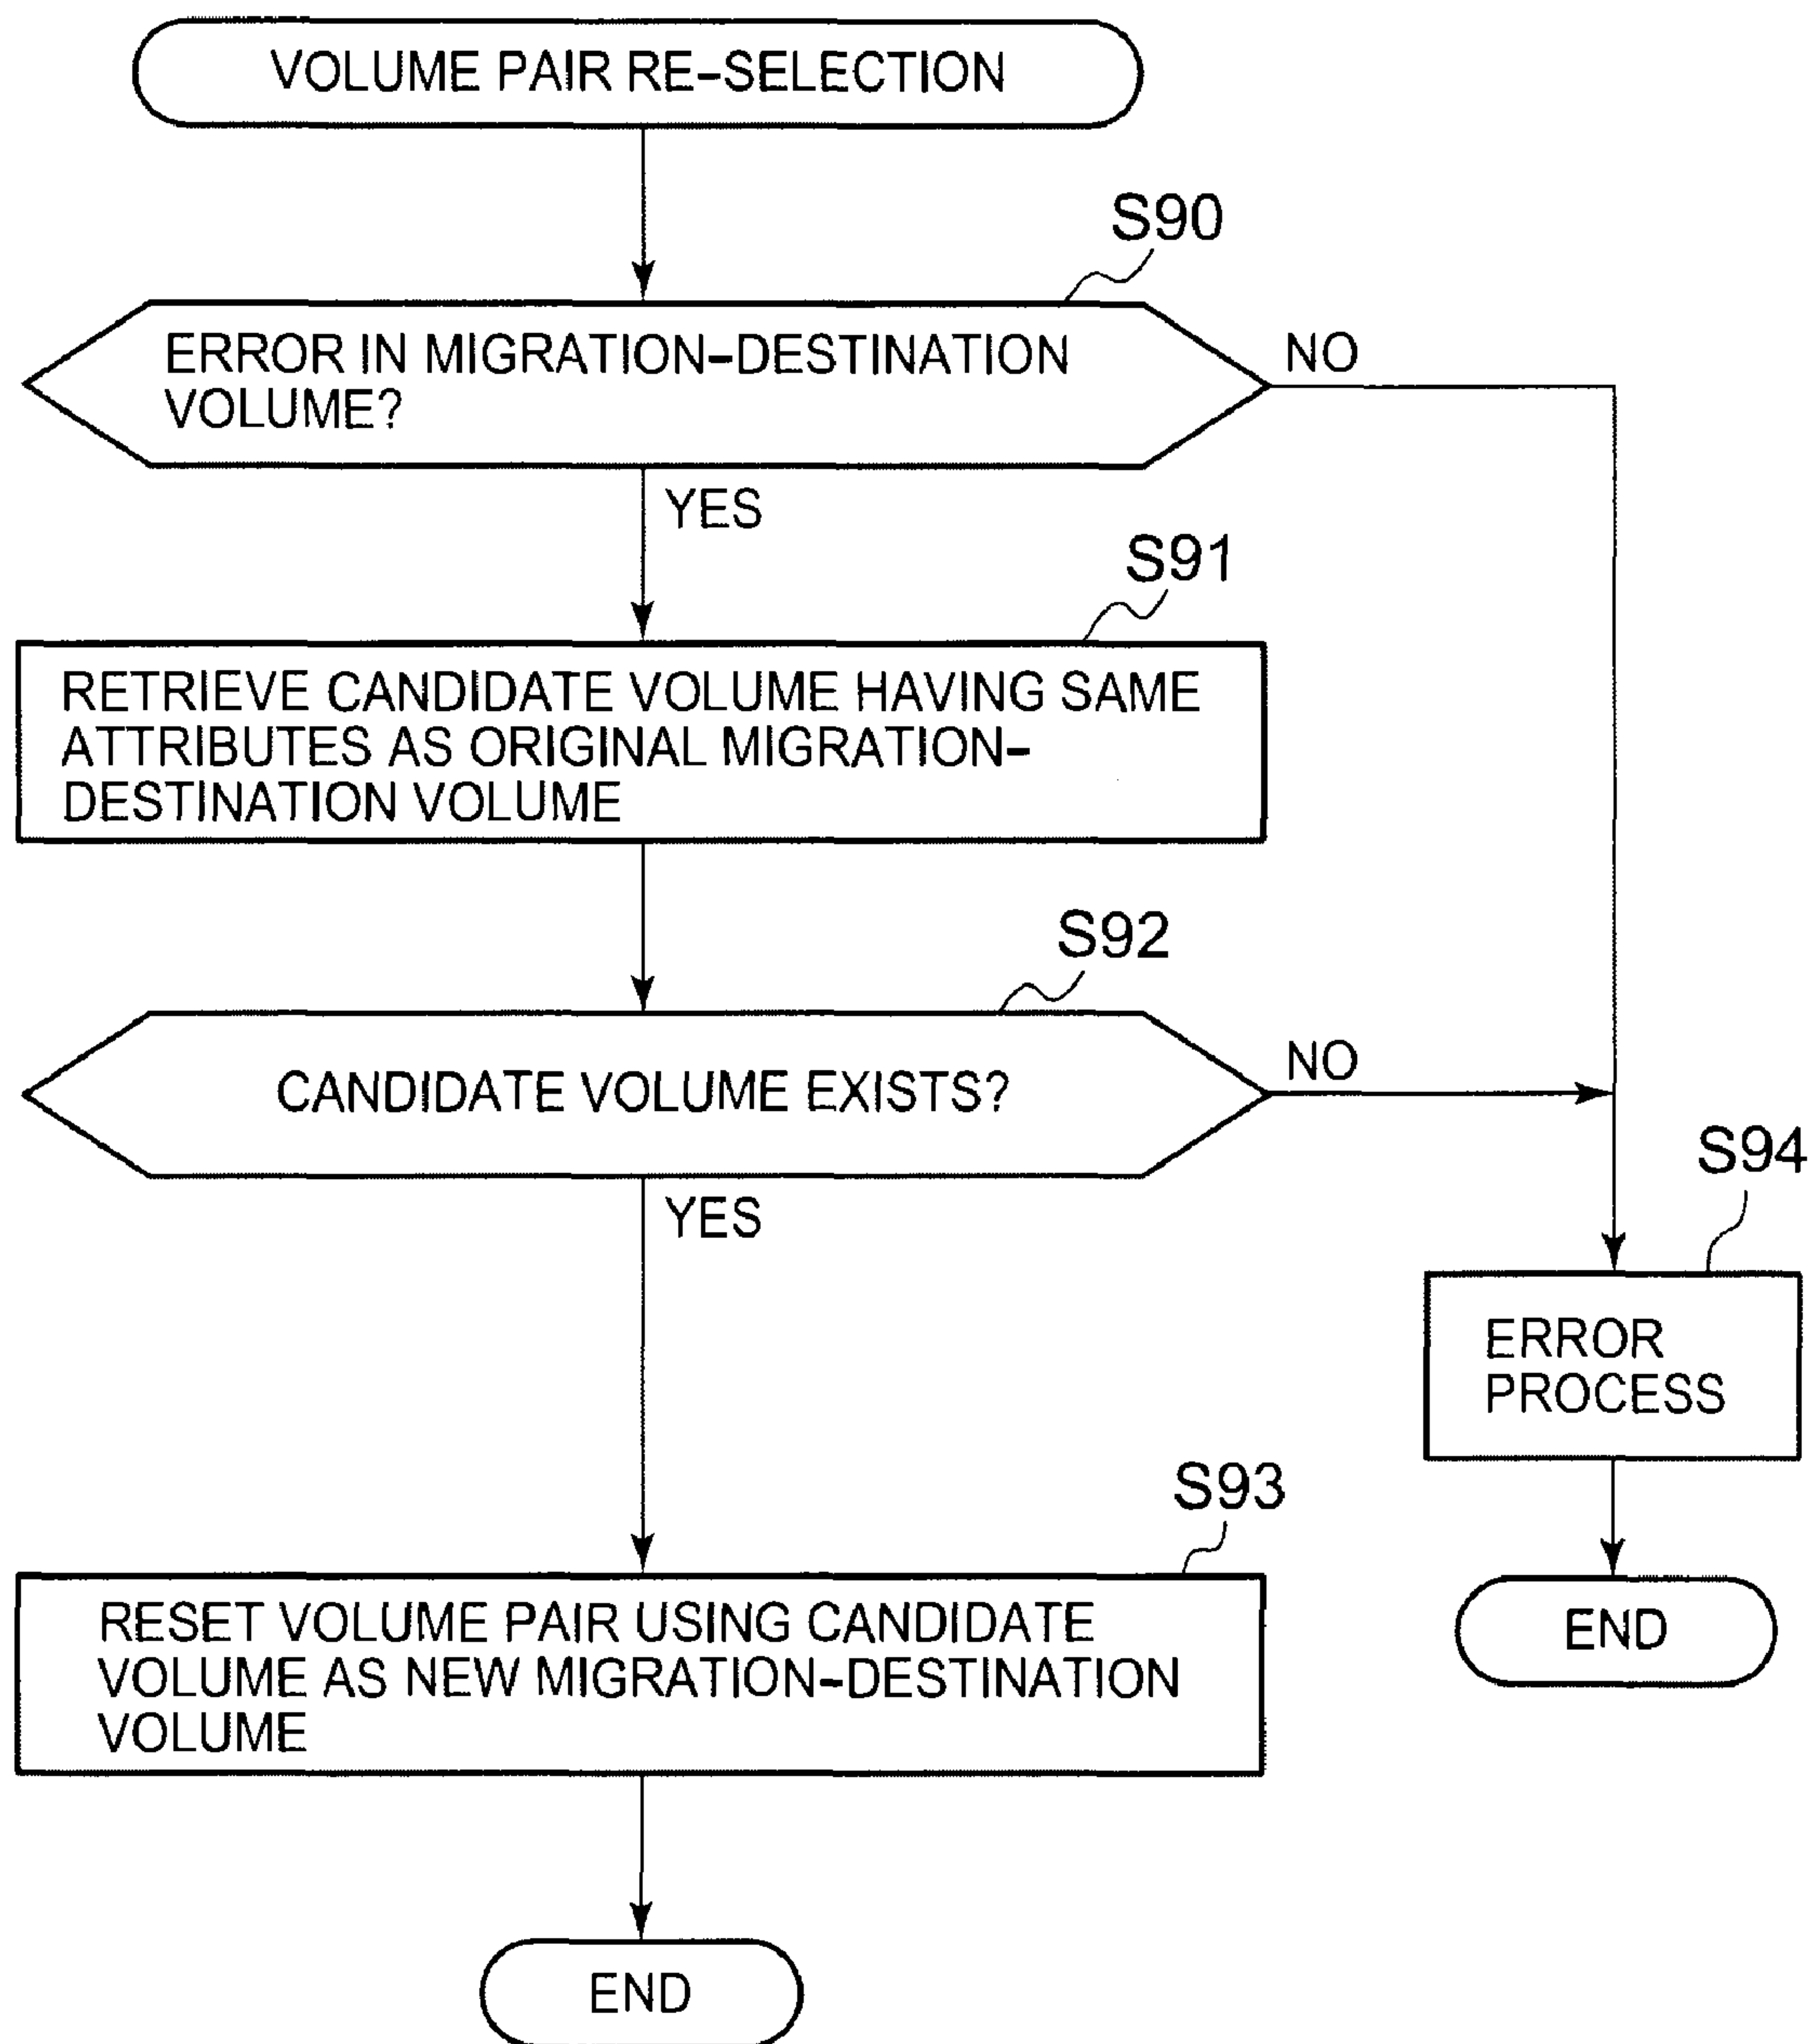 VOLUME PAIR RE-SELECTION
S90
ERROR IN MIGRATION-DESTINATION
VOLUME?
NO
YES
S91
RETRIEVE CANDIDATE VOLUME HAVING SAME
ATTRIBUTES AS ORIGINAL MIGRATION-
DESTINATION VOLUME
S92
CANDIDATE VOLUME EXISTS?
NO
YES
S94
ERROR
PROCESS
END
S93
RESET VOLUME PAIR USING CANDIDATE
VOLUME AS NEW MIGRATION-DESTINATION
VOLUME
END